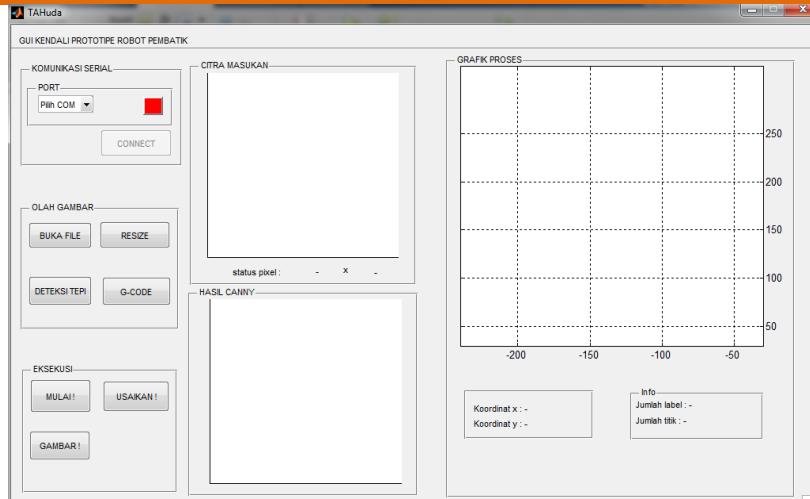 TAHuda
GUI KENDALI PROTOTIPE ROBOT PEMBATIK
KOMUNIKASI SERIAL
PORT
Pilih COM
CONNECT
OLAH GAMBAR
BUKA FILE
RESIZE
DETEKSI TEPI
G-CODE
EKSEKUSI
MULAI !
USAIKAN !
GAMBAR !
CITRA MASUKAN
status pixel : - x -
HASIL CANNY
GRAFIK PROSES
250
200
150
100
50
-200 -150 -100 -50
Koordinat x : -
Koordinat y : -
Info
Jumlah label : -
Jumlah titik : -